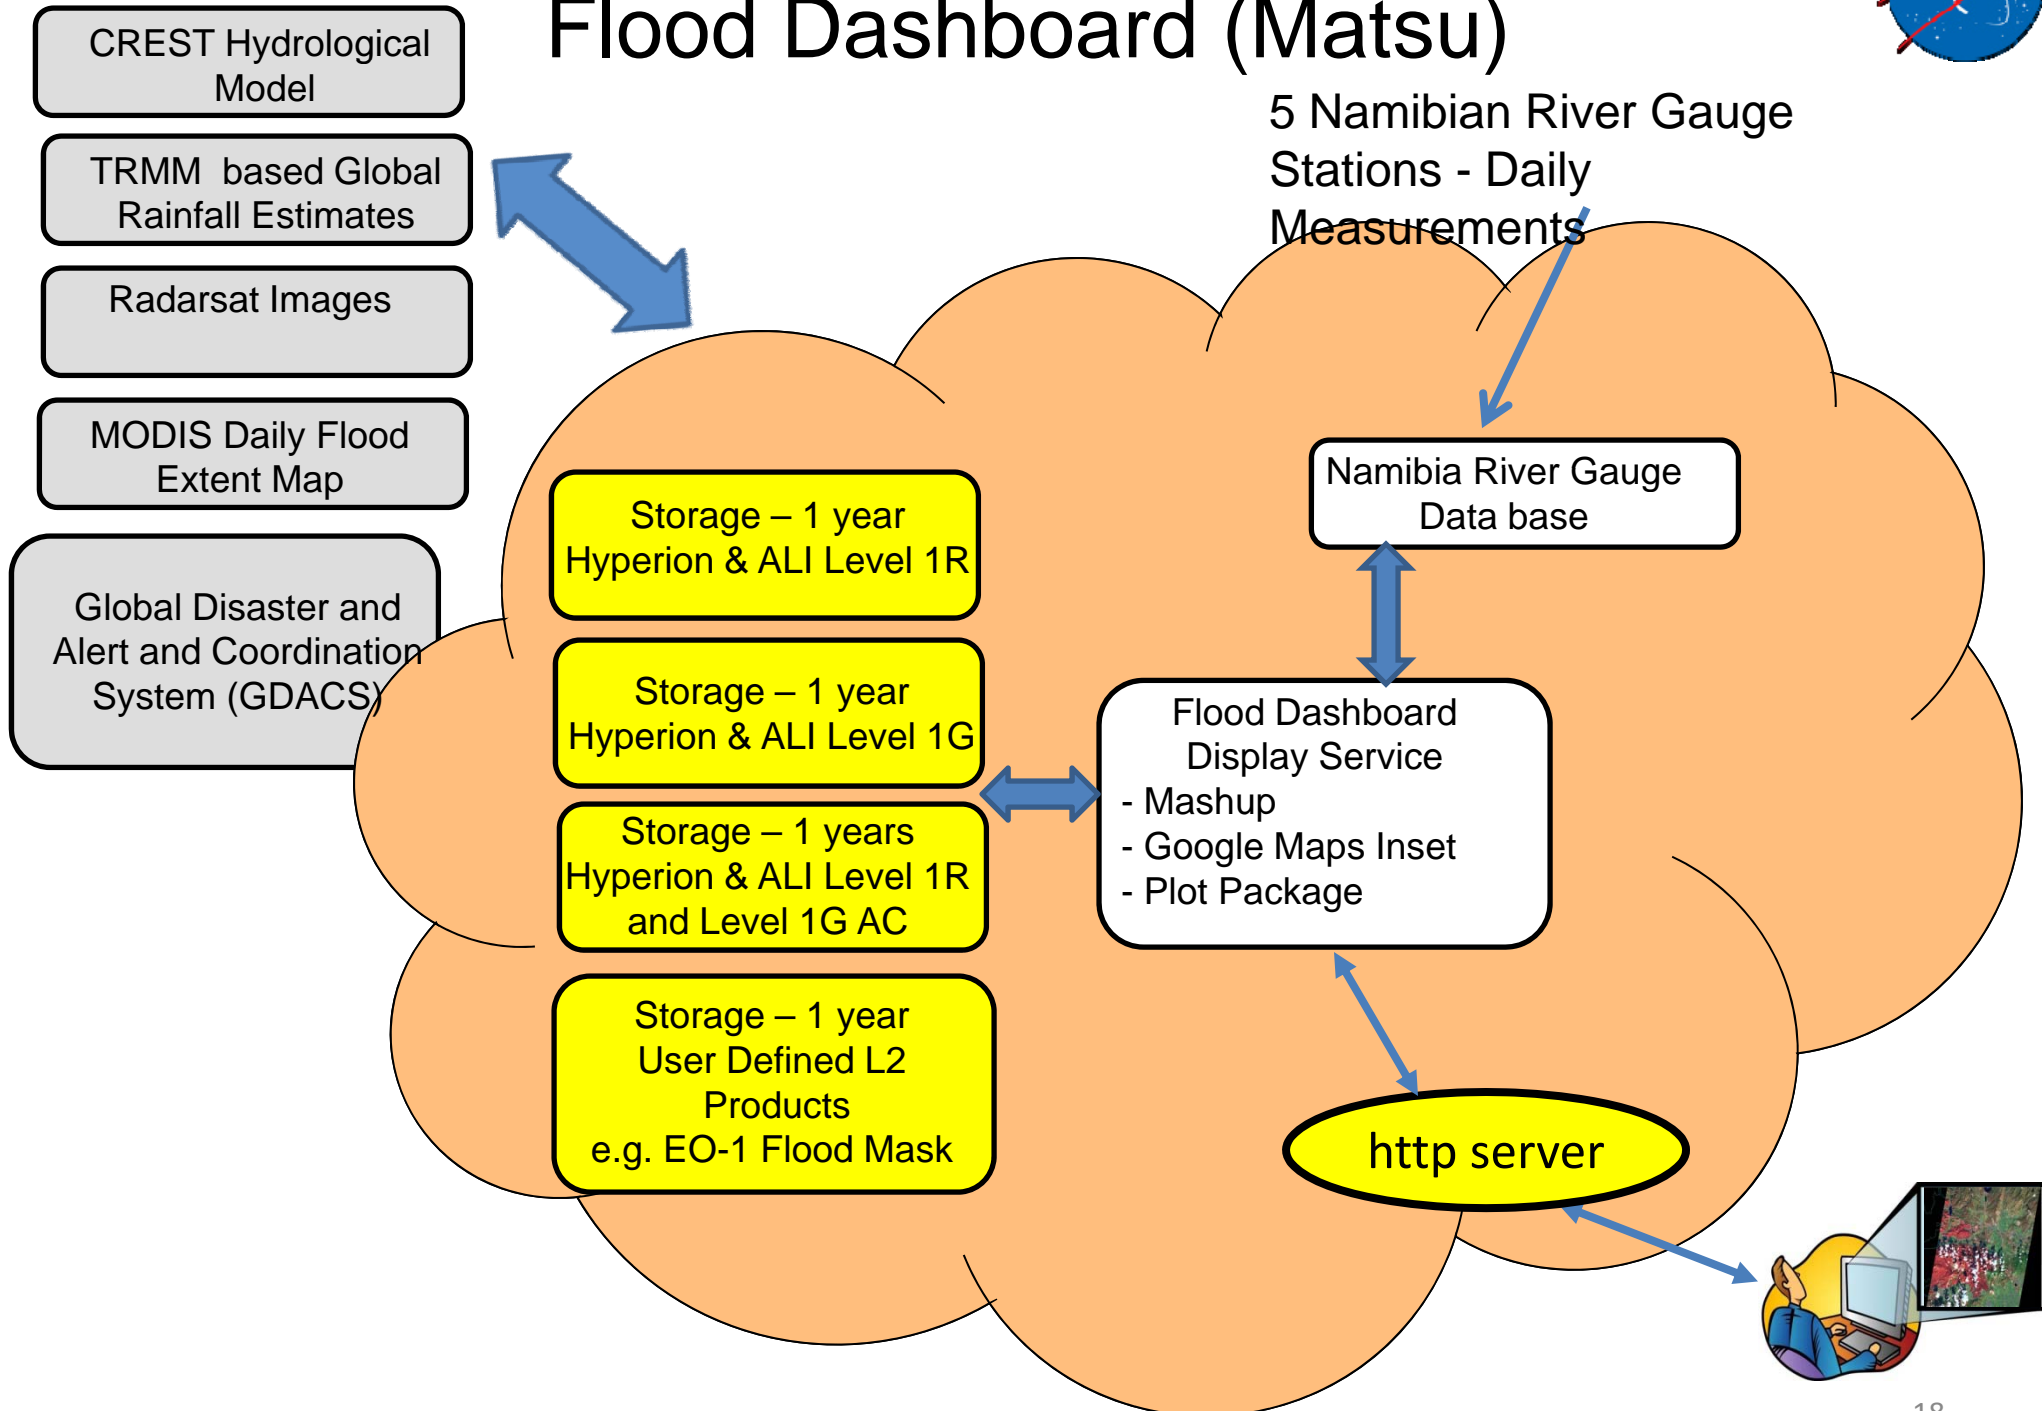 Flood Dashboard (Matsu)
CREST Hydrological
Model
TRMM based Global
Rainfall Estimates
Radarsat Images
MODIS Daily Flood
Extent Map
Global Disaster and
Alert and Coordination
System (GDACS)
5 Namibian River Gauge
Stations - Daily
Measurements
Storage – 1 year
Hyperion & ALI Level 1R
Storage – 1 year
Hyperion & ALI Level 1G
Storage – 1 years
Hyperion & ALI Level 1R
and Level 1G AC
Storage – 1 year
User Defined L2
Products
e.g. EO-1 Flood Mask
Namibia River Gauge
Data base
Flood Dashboard
Display Service
- Mashup
- Google Maps Inset
- Plot Package
http server
18